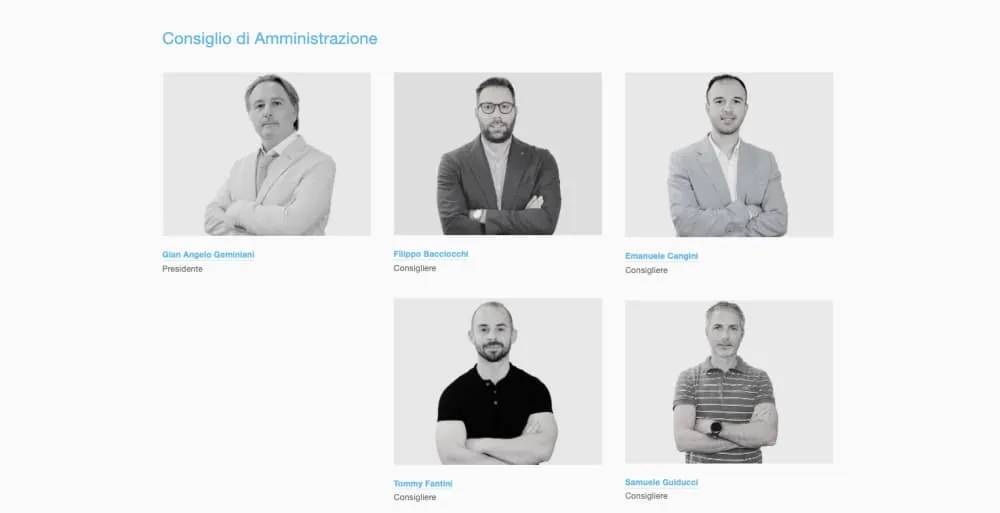 Consiglio di Amministrazione
Gian Angelo Geminiani
Presidente
Filippo Bacciocchi
Consigliere
Emanuele Cangini
Consigliere
Tommy Fantini
Consigliere
Samuele Guiducci
Consigliere